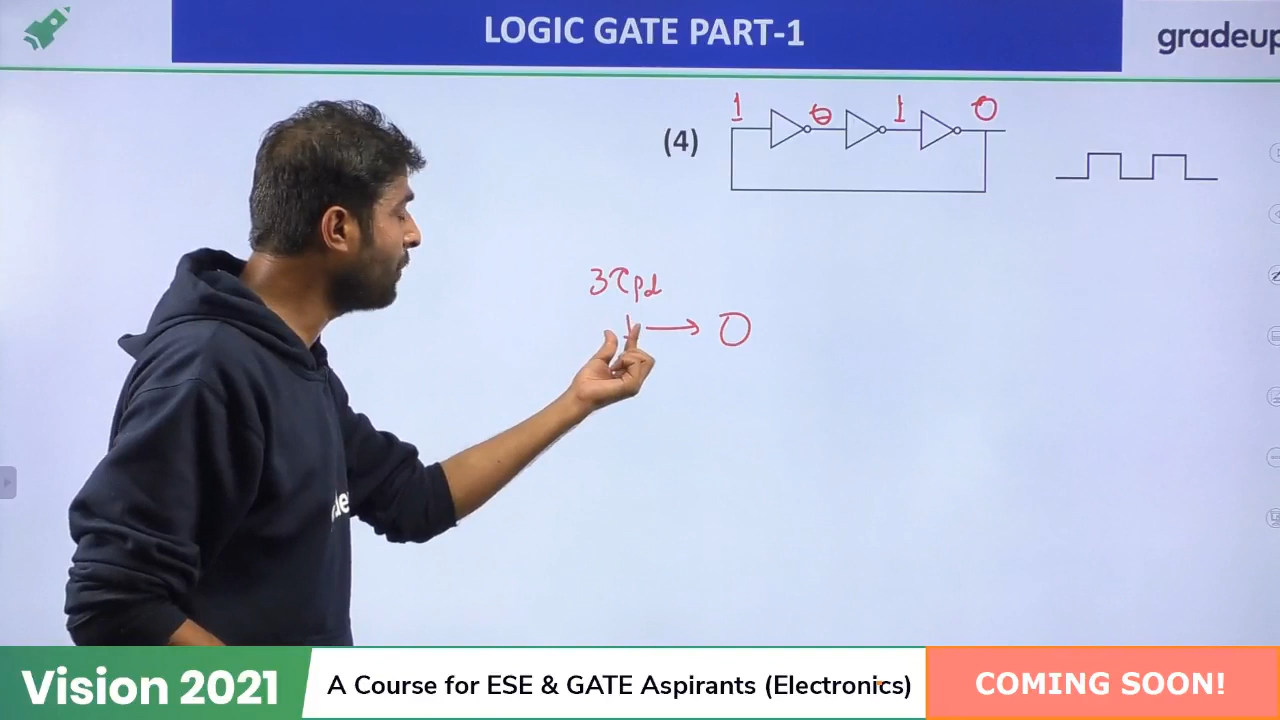 LOGIC GATE PART-1
gradeup
(4)
1 0 1 0
3τpd
1 → 0
Vision 2021
A Course for ESE & GATE Aspirants (Electronics)
COMING SOON!